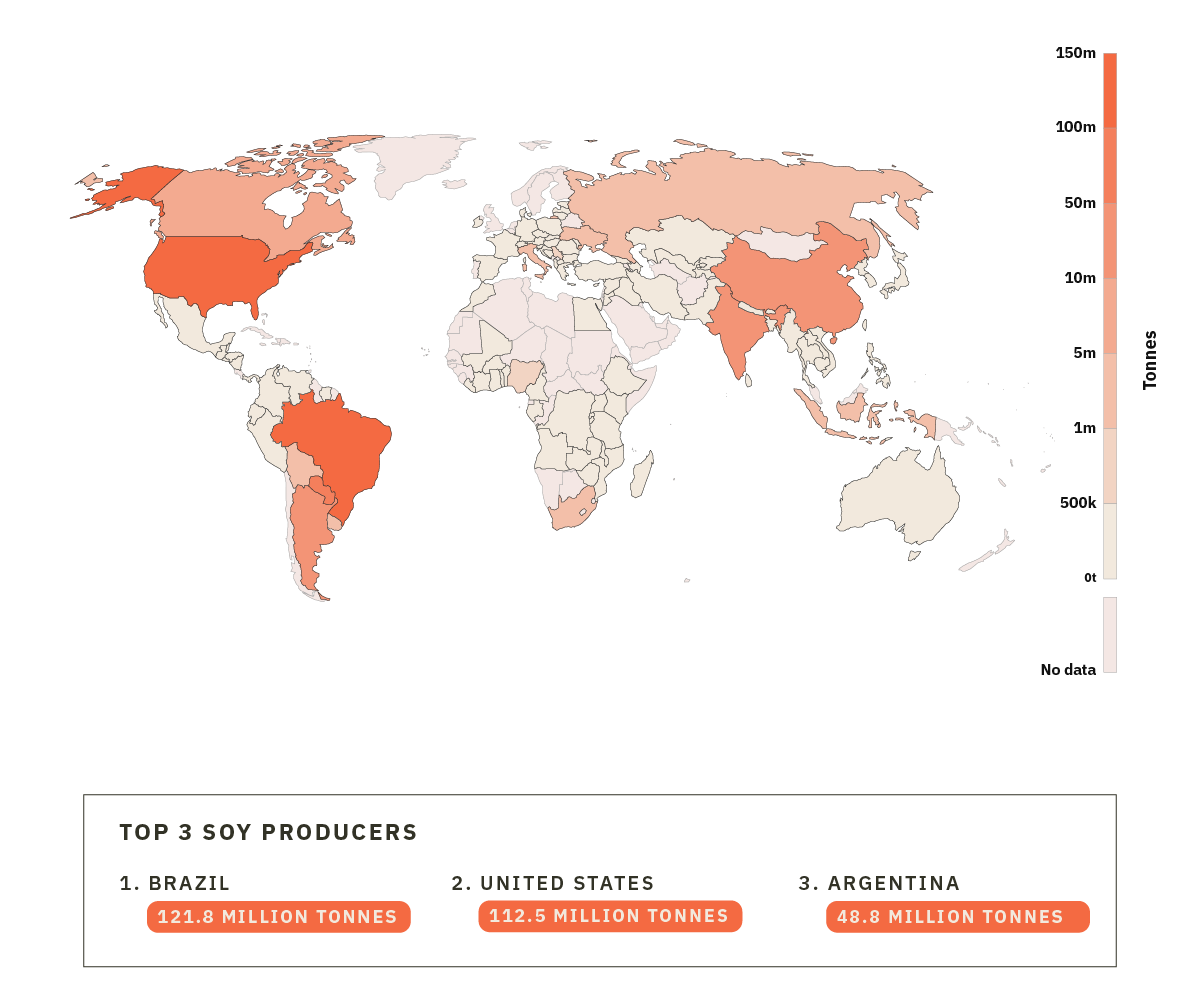 150m
100m
50m
10m
5m
1m
500k
0t
No data
Tonnes
TOP 3 SOY PRODUCERS
1. BRAZIL
121.8 MILLION TONNES
2. UNITED STATES
112.5 MILLION TONNES
3. ARGENTINA
48.8 MILLION TONNES